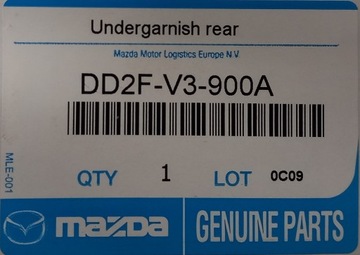 Undergarnish rear
Mazda Motor Logistics Europe N.V.
DD2F-V3-900A
QTY 1 LOT 0C09
MLE-001
mazda GENUINE PARTS